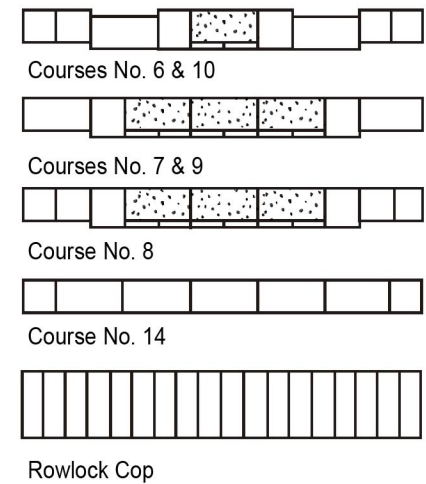 Courses No. 6 & 10
Courses No. 7 & 9
Course No. 8
Course No. 14
Rowlock Cop